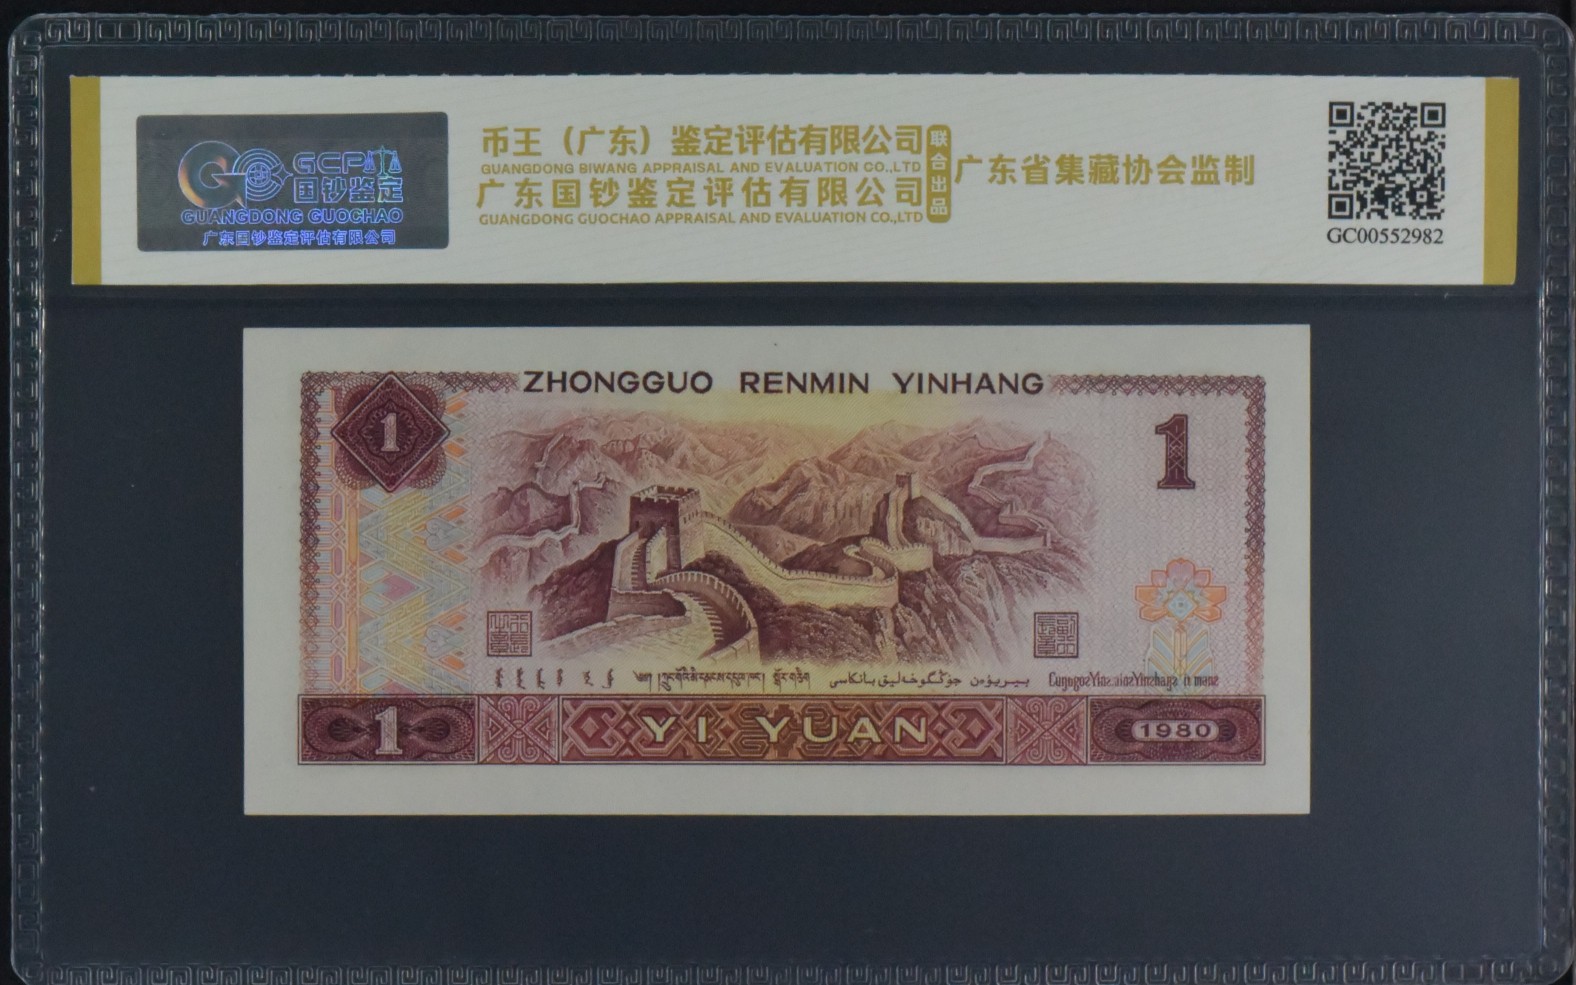 GCP
国钞鉴定
GUANGDONG GUOCHAO
广东国钞鉴定评估有限公司
币王（广东）鉴定评估有限公司
GUANGDONG BIWANG APPRAISAL AND EVALUATION CO.,LTD
广东国钞鉴定评估有限公司
GUANGDONG GUOCHAO APPRAISAL AND EVALUATION CO.,LTD
联合出品
广东省集藏协会监制
GC00552982
ZHONGGUO RENMIN YINHANG
1
1
1
YI YUAN
1980